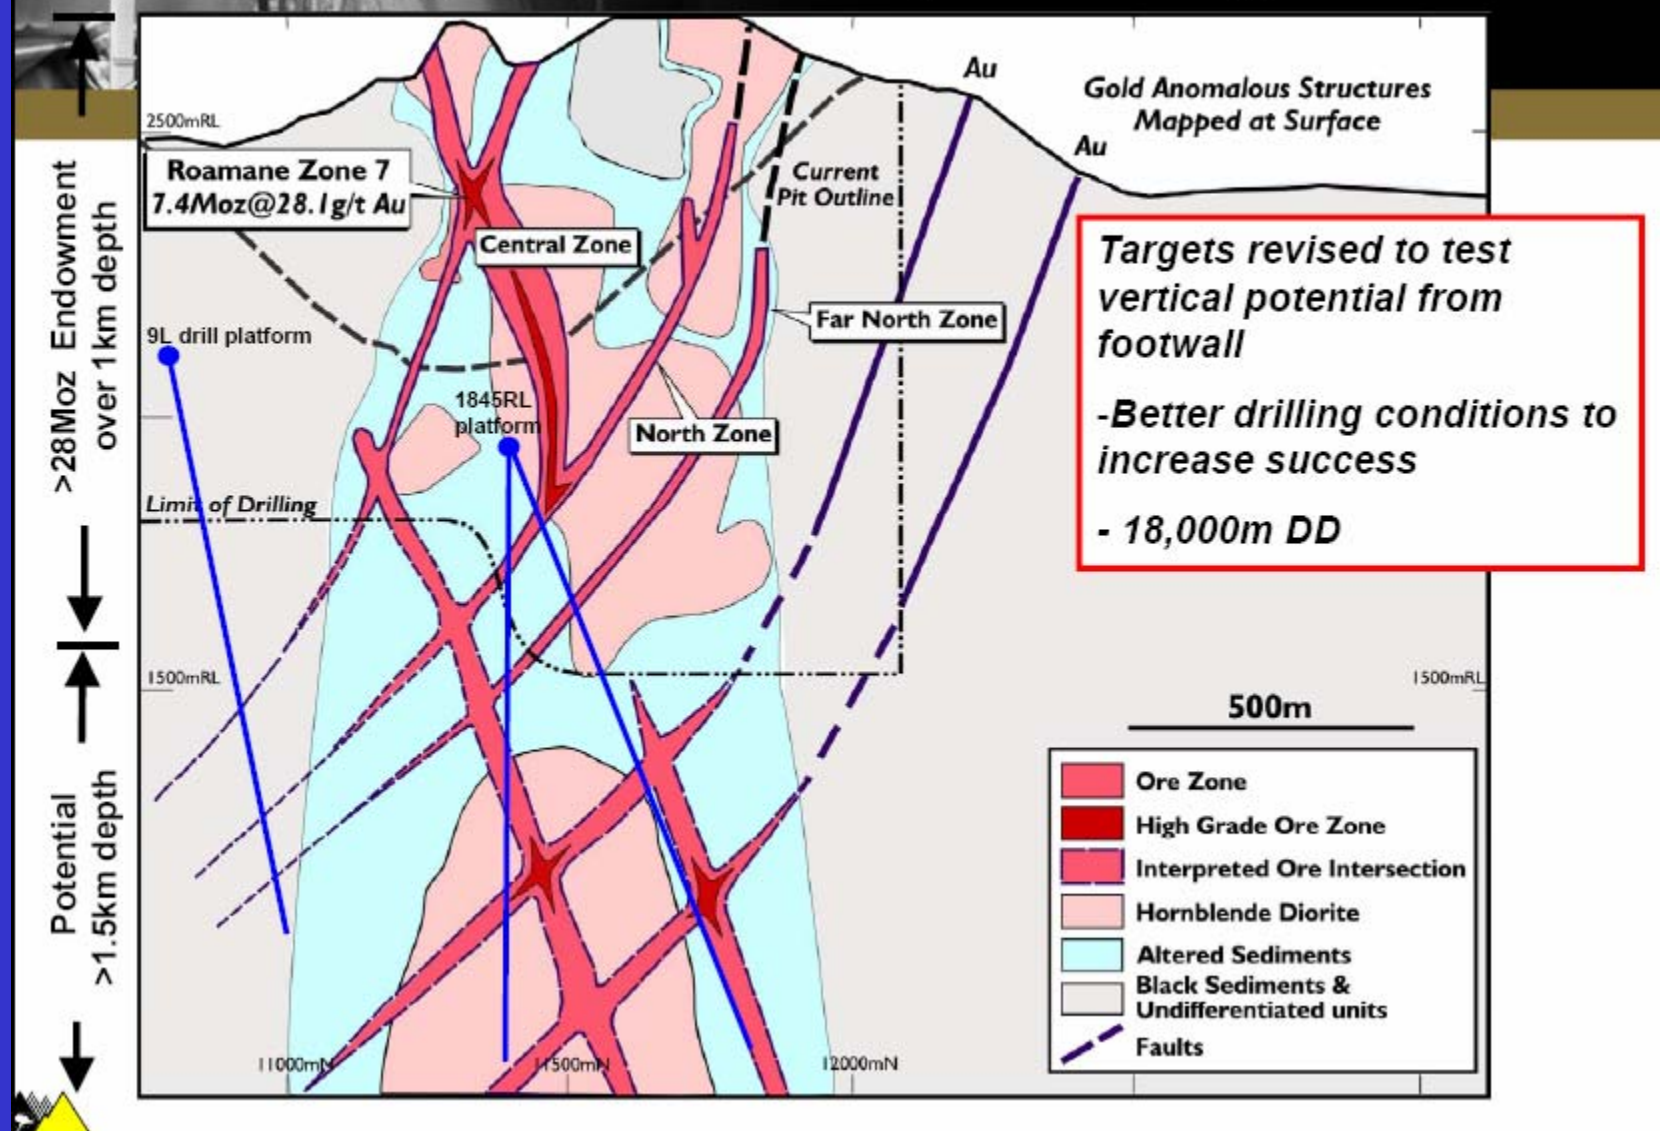 >28Moz Endowment
over 1km depth
Potential
>1.5km depth
2500mRL
Roamane Zone 7
7.4Moz@28.1g/t Au
Central Zone
9L drill platform
1845RL
platform
Limit of Drilling
1500mRL
Current
Pit Outline
Far North Zone
North Zone
Au
Au
Gold Anomalous Structures
Mapped at Surface
Targets revised to test
vertical potential from
footwall
-Better drilling conditions to
increase success
- 18,000m DD
1500mRL
500m
Ore Zone
High Grade Ore Zone
Interpreted Ore Intersection
Hornblende Diorite
Altered Sediments
Black Sediments &
Undifferentiated units
Faults
11000mN
11500mN
12000mN